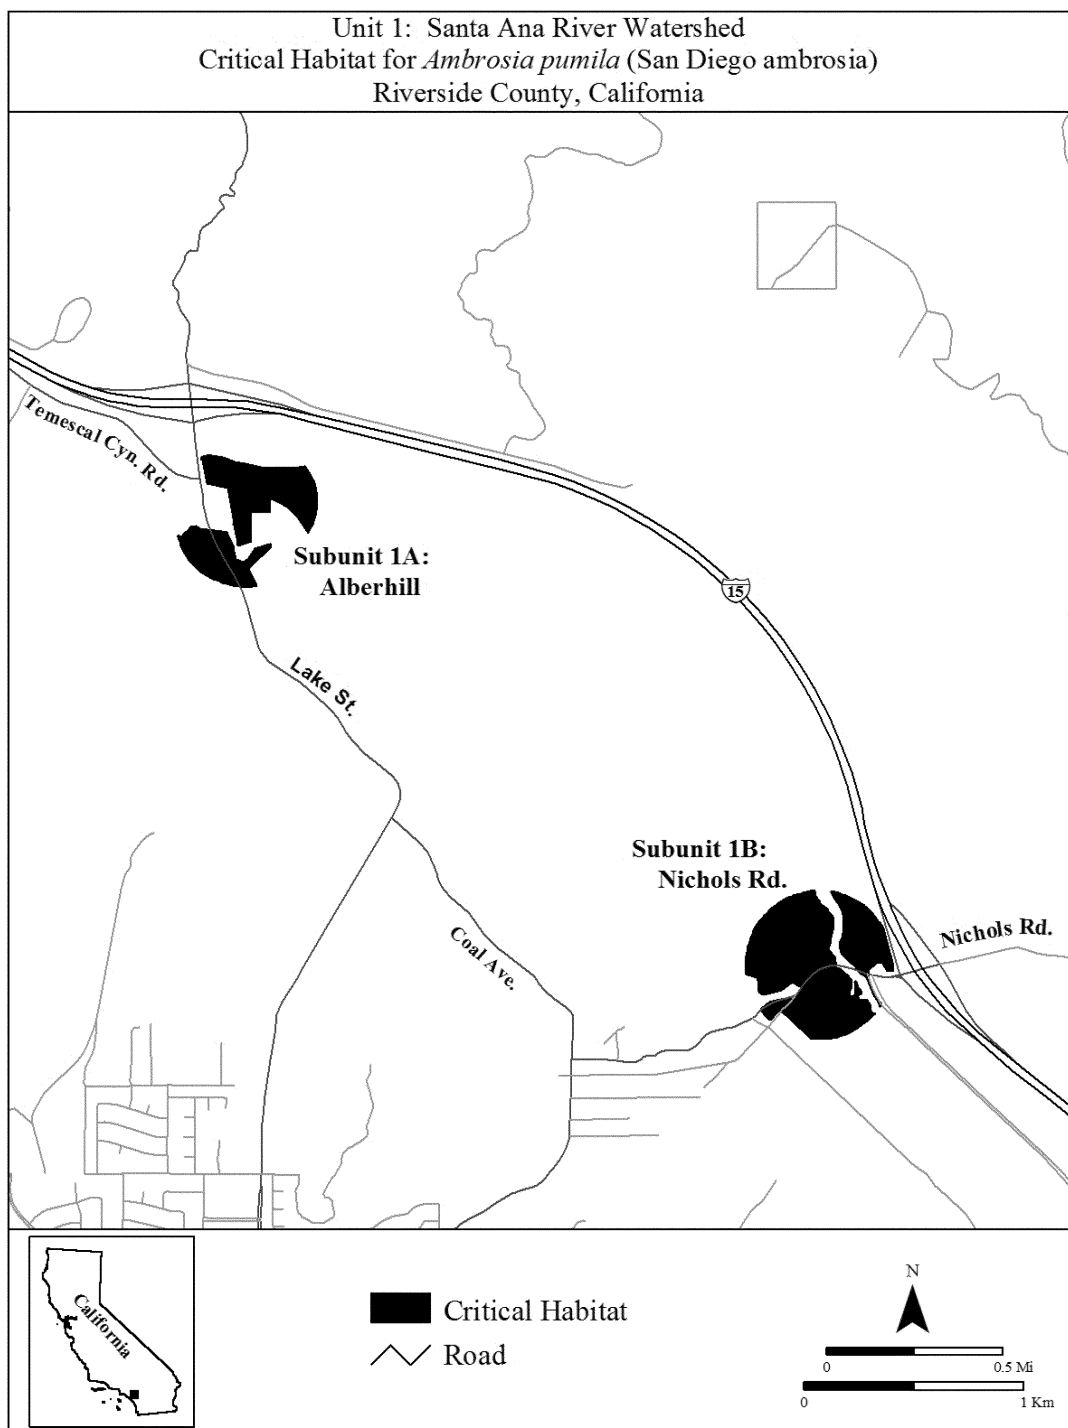 Unit 1: Santa Ana River Watershed
Critical Habitat for Ambrosia pumila (San Diego ambrosia)
Riverside County, California
Temescal Cyn. Rd.
Subunit 1A:
Alberhill
15
Lake St.
Subunit 1B:
Nichols Rd.
Nichols Rd.
Coal Ave.
California
Critical Habitat
Road
N
0 0.5 Mi
0 1 Km